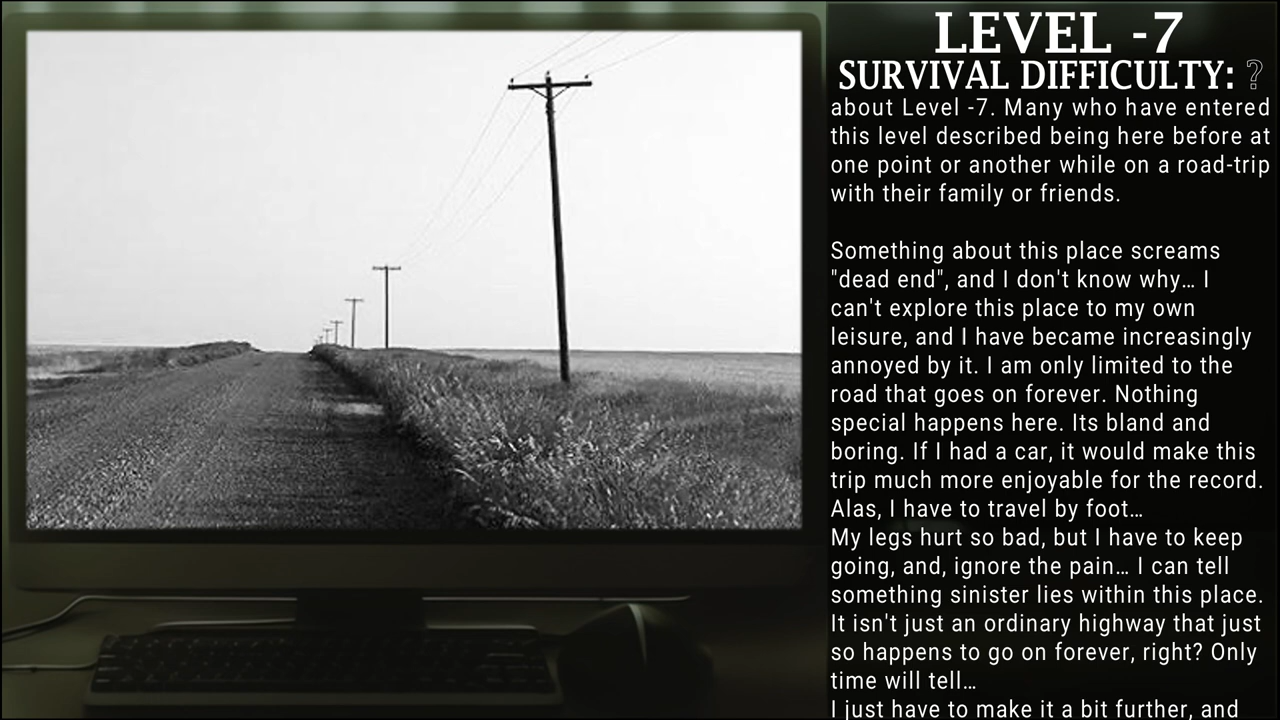 LEVEL -7
SURVIVAL DIFFICULTY: ?
about Level -7. Many who have entered
this level described being here before at
one point or another while on a road-trip
with their family or friends.
Something about this place screams
"dead end", and I don't know why… I
can't explore this place to my own
leisure, and I have became increasingly
annoyed by it. I am only limited to the
road that goes on forever. Nothing
special happens here. Its bland and
boring. If I had a car, it would make this
trip much more enjoyable for the record.
Alas, I have to travel by foot…
My legs hurt so bad, but I have to keep
going, and, ignore the pain… I can tell
something sinister lies within this place.
It isn't just an ordinary highway that just
so happens to go on forever, right? Only
time will tell…
I just have to make it a bit further, and